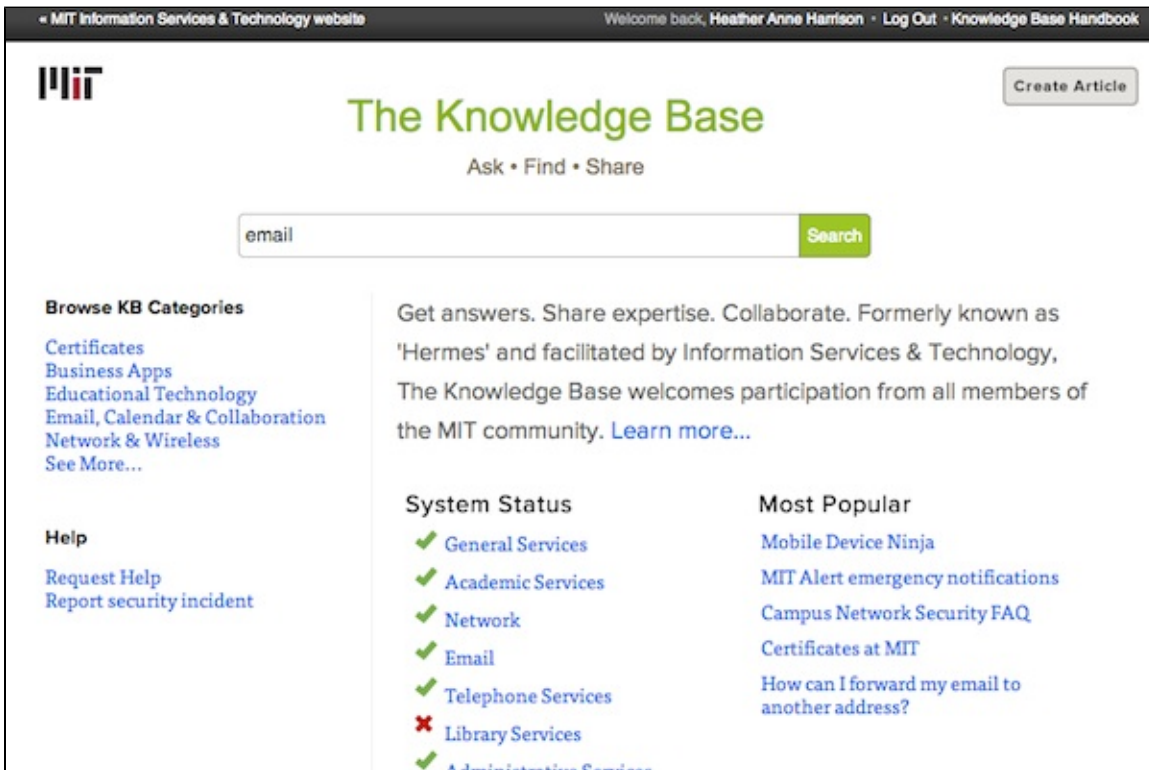 « MIT Information Services & Technology website
Welcome back, Heather Anne Harrison • Log Out • Knowledge Base Handbook
MIT
Create Article
The Knowledge Base
Ask • Find • Share
email
Search
Browse KB Categories
Certificates
Business Apps
Educational Technology
Email, Calendar & Collaboration
Network & Wireless
See More...
Help
Request Help
Report security incident
Get answers. Share expertise. Collaborate. Formerly known as
'Hermes' and facilitated by Information Services & Technology,
The Knowledge Base welcomes participation from all members of
the MIT community. Learn more...
System Status
General Services
Academic Services
Network
Email
Telephone Services
Library Services
Administrative Services
Most Popular
Mobile Device Ninja
MIT Alert emergency notifications
Campus Network Security FAQ
Certificates at MIT
How can I forward my email to
another address?